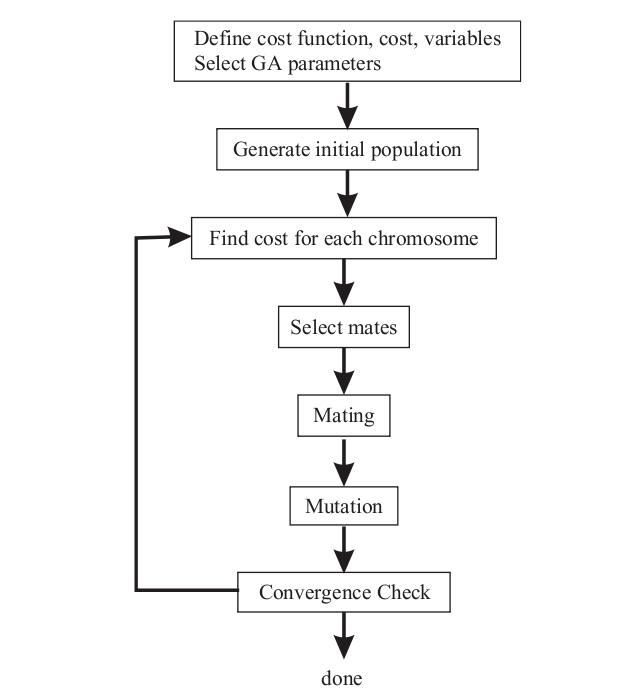 Define cost function, cost, variables
Select GA parameters
Generate initial population
Find cost for each chromosome
Select mates
Mating
Mutation
Convergence Check
done